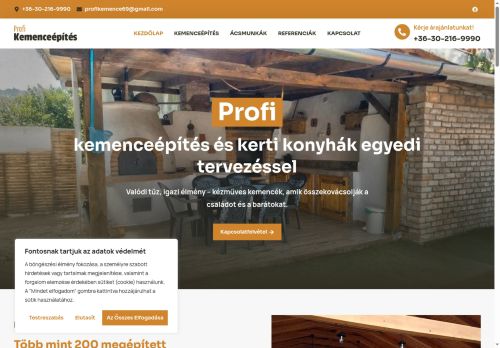 +36-30-216-9990
profikemence69@gmail.com
Profi
Kemenceépítés
KEZDŐLAP
KEMENCEÉPÍTÉS
ÁCSMUNKÁK
REFERENCIÁK
KAPCSOLAT
Kérje árajánlatunkat!
+36-30-216-9990
Profi
kemenceépítés és kerti konyhák egyedi
tervezéssel
Valódi tűz, igazi élmény – kézműves kemencék, amik összekovácsolják a
családot és a barátokat.
Kapcsolatfelvétel →
Fontosnak tartjuk az adatok védelmét
A böngészési élmény fokozása, a személyre szabott
hirdetések vagy tartalmak megjelenítése, valamint a
forgalom elemzése érdekében sütiket (cookie) használunk.
A "Mindet elfogadom" gombra kattintva hozzájárulhat a
sütik használatához.
Testreszabás
Elutasít
Az Összes Elfogadása
Több mint 200 megépített